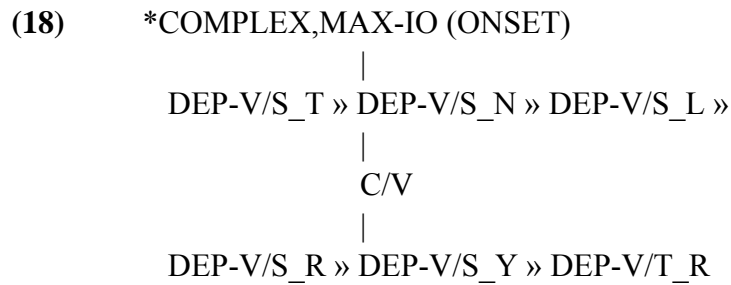 (18) *COMPLEX,MAX-IO (ONSET)
|
DEP-V/S_T » DEP-V/S_N » DEP-V/S_L »
|
C/V
|
DEP-V/S_R » DEP-V/S_Y » DEP-V/T_R